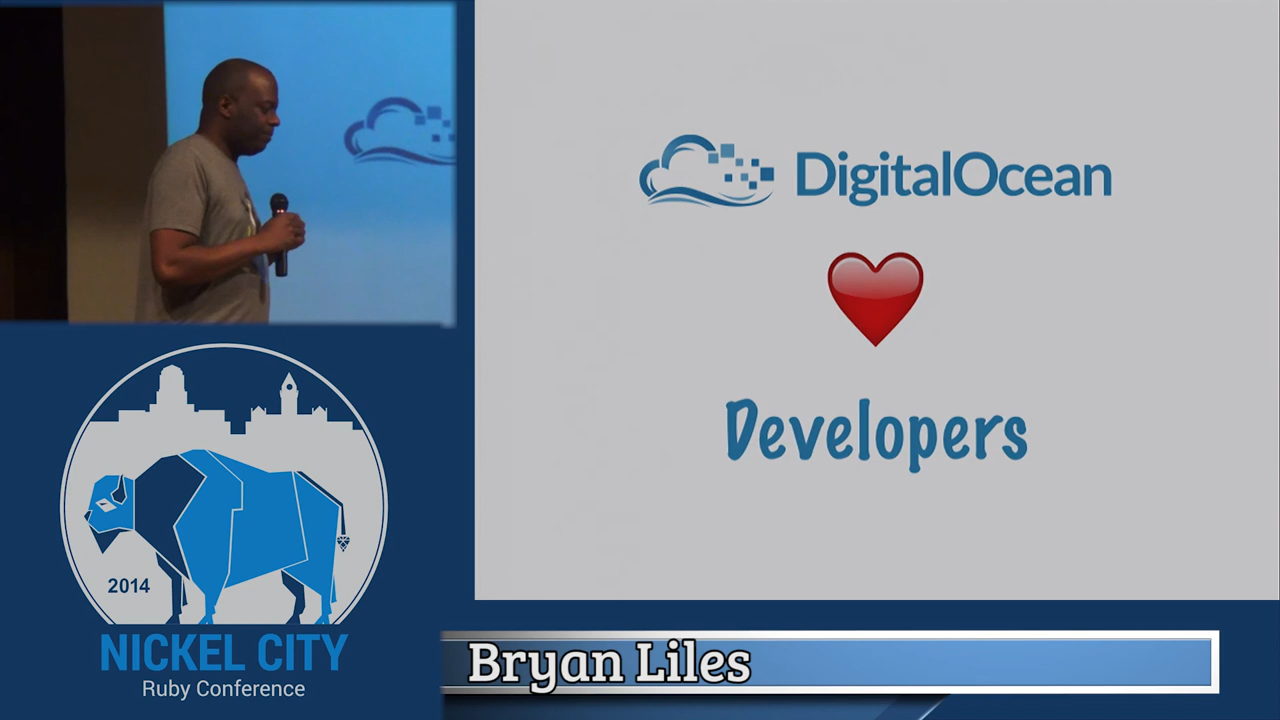 DigitalOcean
Developers
2014
NICKEL CITY
Ruby Conference
Bryan Liles